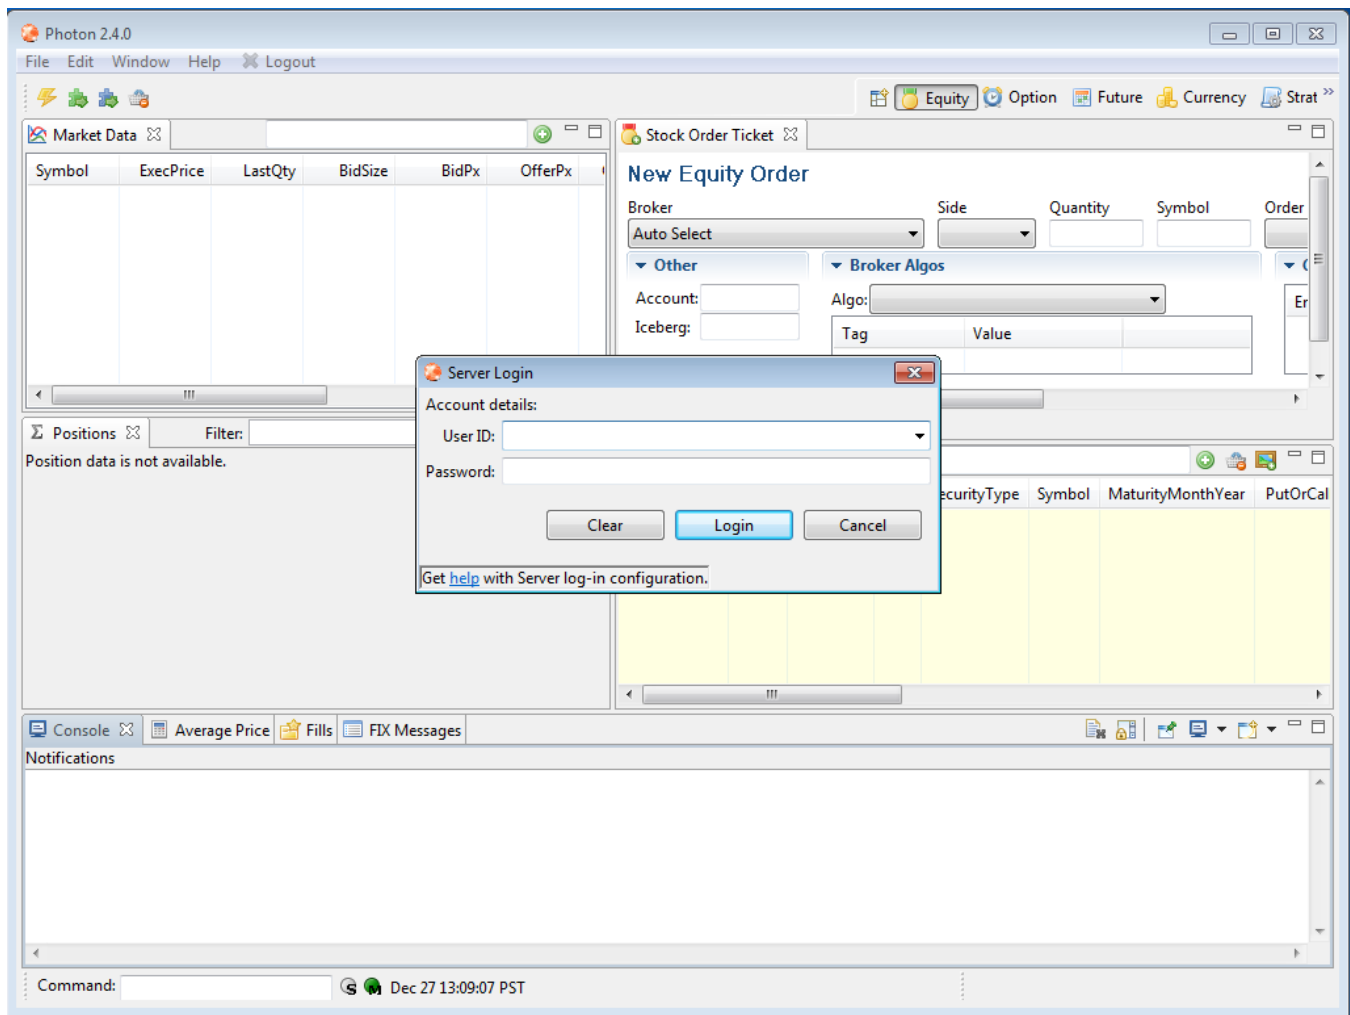 Photon 2.4.0
File Edit Window Help Logout
Equity Option Future Currency Strat »
Market Data
Symbol ExecPrice LastQty BidSize BidPx OfferPx
Stock Order Ticket
New Equity Order
Broker Side Quantity Symbol Order
Auto Select
Other Broker Algos
Account: Algo: Er
Iceberg:
Tag Value
Server Login
Account details:
User ID:
Password:
Clear Login Cancel
Get help with Server log-in configuration.
Σ Positions Filter:
Position data is not available.
ecurityType Symbol MaturityMonthYear PutOrCal
Console Average Price Fills FIX Messages
Notifications
Command: S M Dec 27 13:09:07 PST